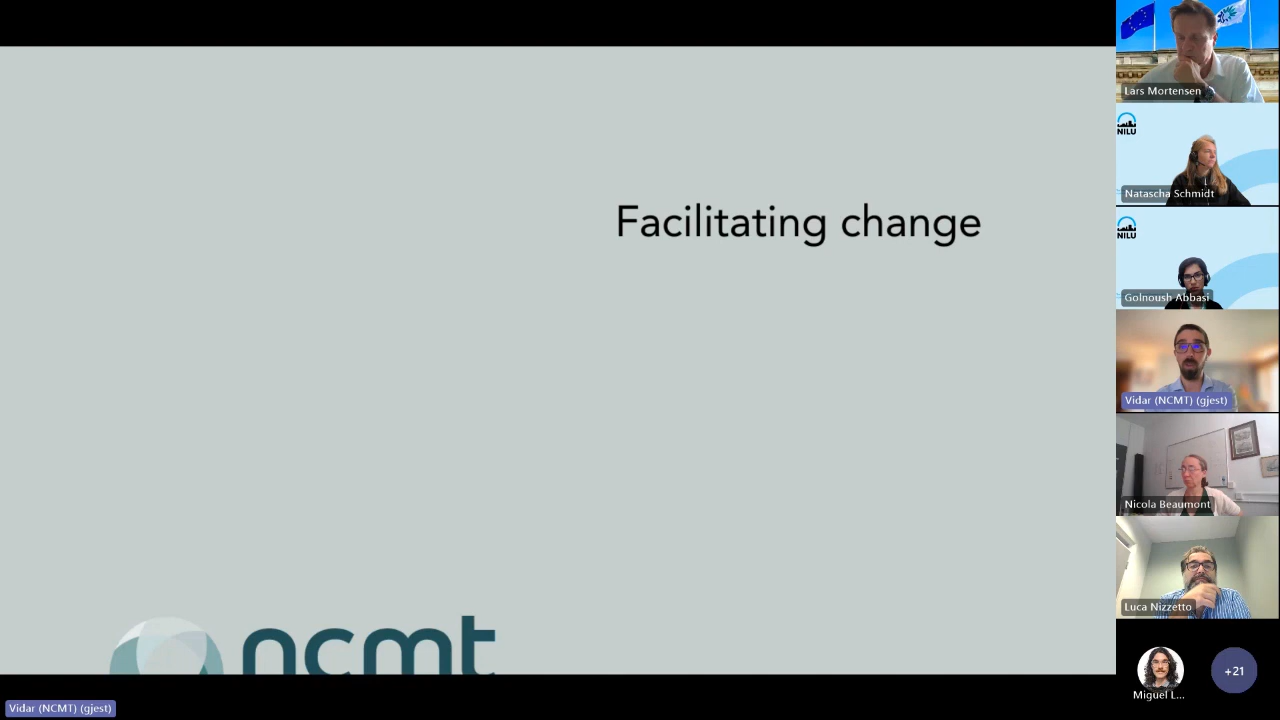 Facilitating change
ncmt
Vidar (NCMT) (gjest)
Lars Mortensen
NILU
Natascha Schmidt
NILU
Golnoush Abbasi
Vidar (NCMT) (gjest)
Nicola Beaumont
Luca Nizzetto
Miguel L...
+21